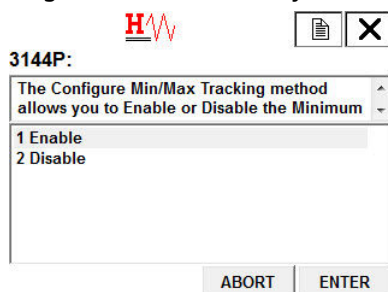 H
3144P:
The Configure Min/Max Tracking method
allows you to Enable or Disable the Minimum
1 Enable
2 Disable
ABORT ENTER